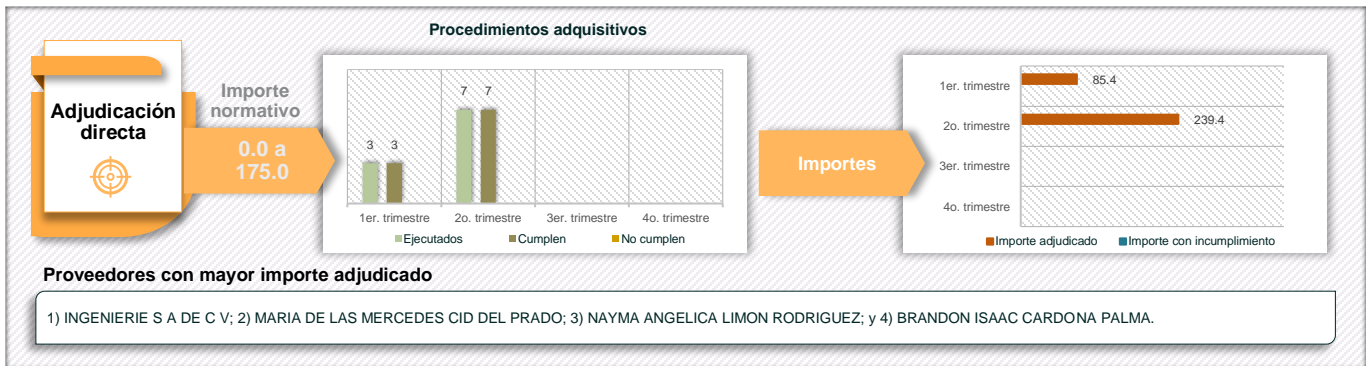 Procedimientos adquisitivos
Adjudicación
directa
Importe
normativo
0.0 a
175.0
3 3
7 7
1er. trimestre 2o. trimestre 3er. trimestre 4o. trimestre
Ejecutados Cumplen No cumplen
Importes
1er. trimestre 85.4
2o. trimestre 239.4
3er. trimestre
4o. trimestre
Importe adjudicado Importe con incumplimiento
Proveedores con mayor importe adjudicado
1) INGENIERIE S A DE C V; 2) MARIA DE LAS MERCEDES CID DEL PRADO; 3) NAYMA ANGELICA LIMON RODRIGUEZ; y 4) BRANDON ISAAC CARDONA PALMA.